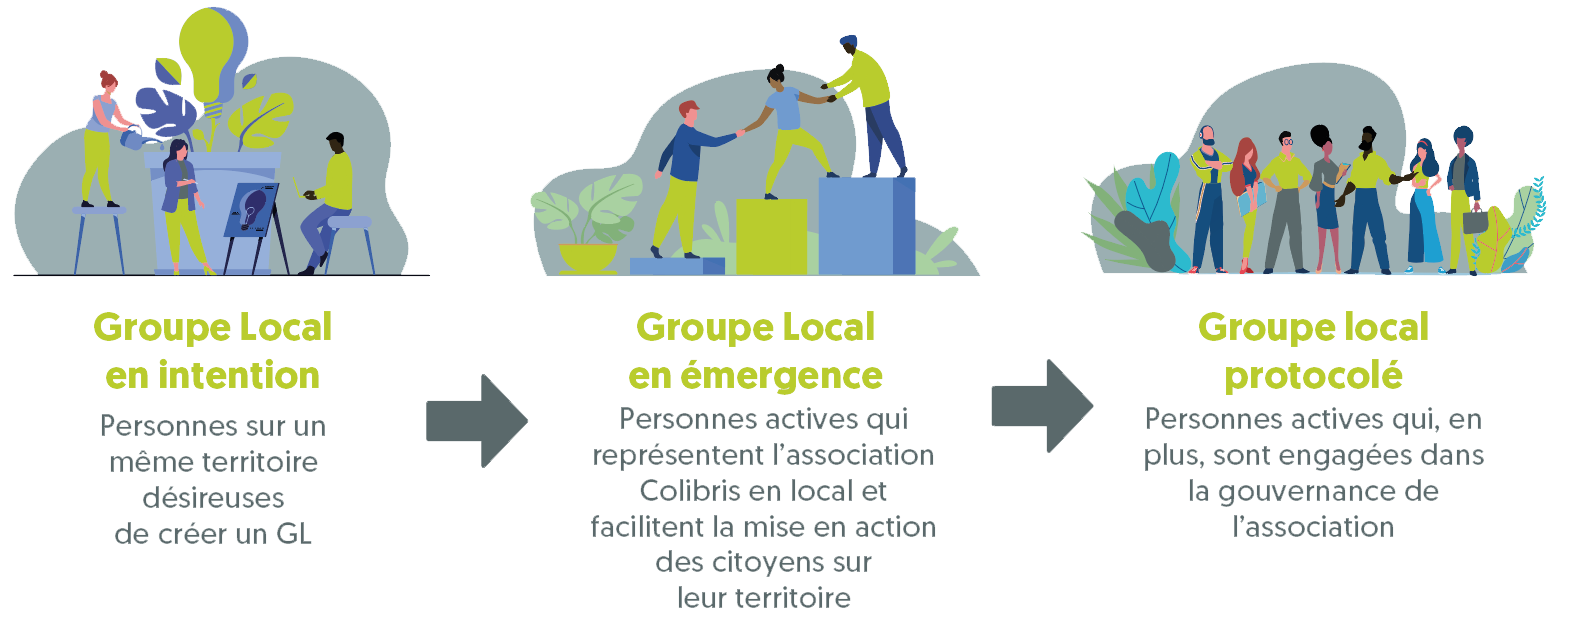 Groupe Local
en intention
Personnes sur un
même territoire
désireuses
de créer un GL
Groupe Local
en émergence
Personnes actives qui
représentent l'association
Colibris en local et
facilitent la mise en action
des citoyens sur
leur territoire
Groupe local
protocolé
Personnes actives qui, en
plus, sont engagées dans
la gouvernance de
l'association